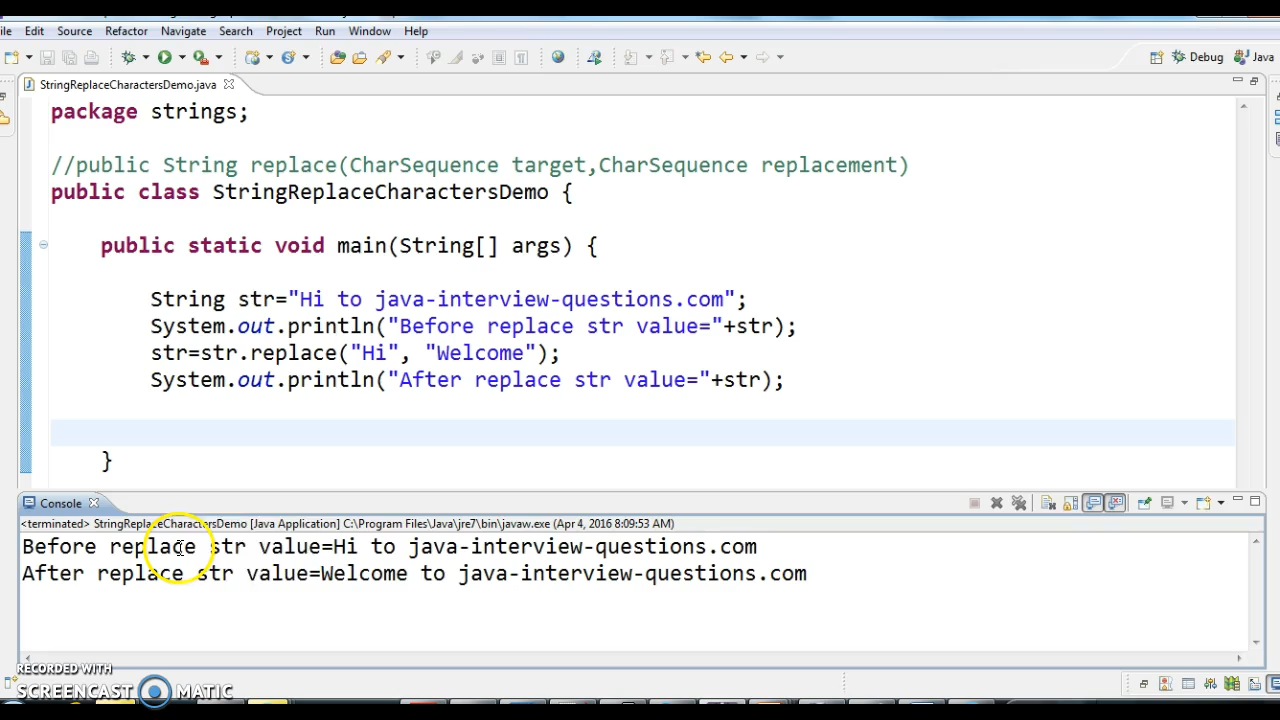 ile Edit Source Refactor Navigate Search Project Run Window Help
Debug Java
StringReplaceCharactersDemo.java
package strings;
//public String replace(CharSequence target,CharSequence replacement)
public class StringReplaceCharactersDemo {
public static void main(String[] args) {
String str="Hi to java-interview-questions.com";
System.out.println("Before replace str value="+str);
str=str.replace("Hi", "Welcome");
System.out.println("After replace str value="+str);
}
Console
<terminated> StringReplaceCharactersDemo [Java Application] C:\Program Files\Java\jre7\bin\javaw.exe (Apr 4, 2016 8:09:53 AM)
Before replace str value=Hi to java-interview-questions.com
After replace str value=Welcome to java-interview-questions.com
RECORDED WITH
SCREENCAST MATIC